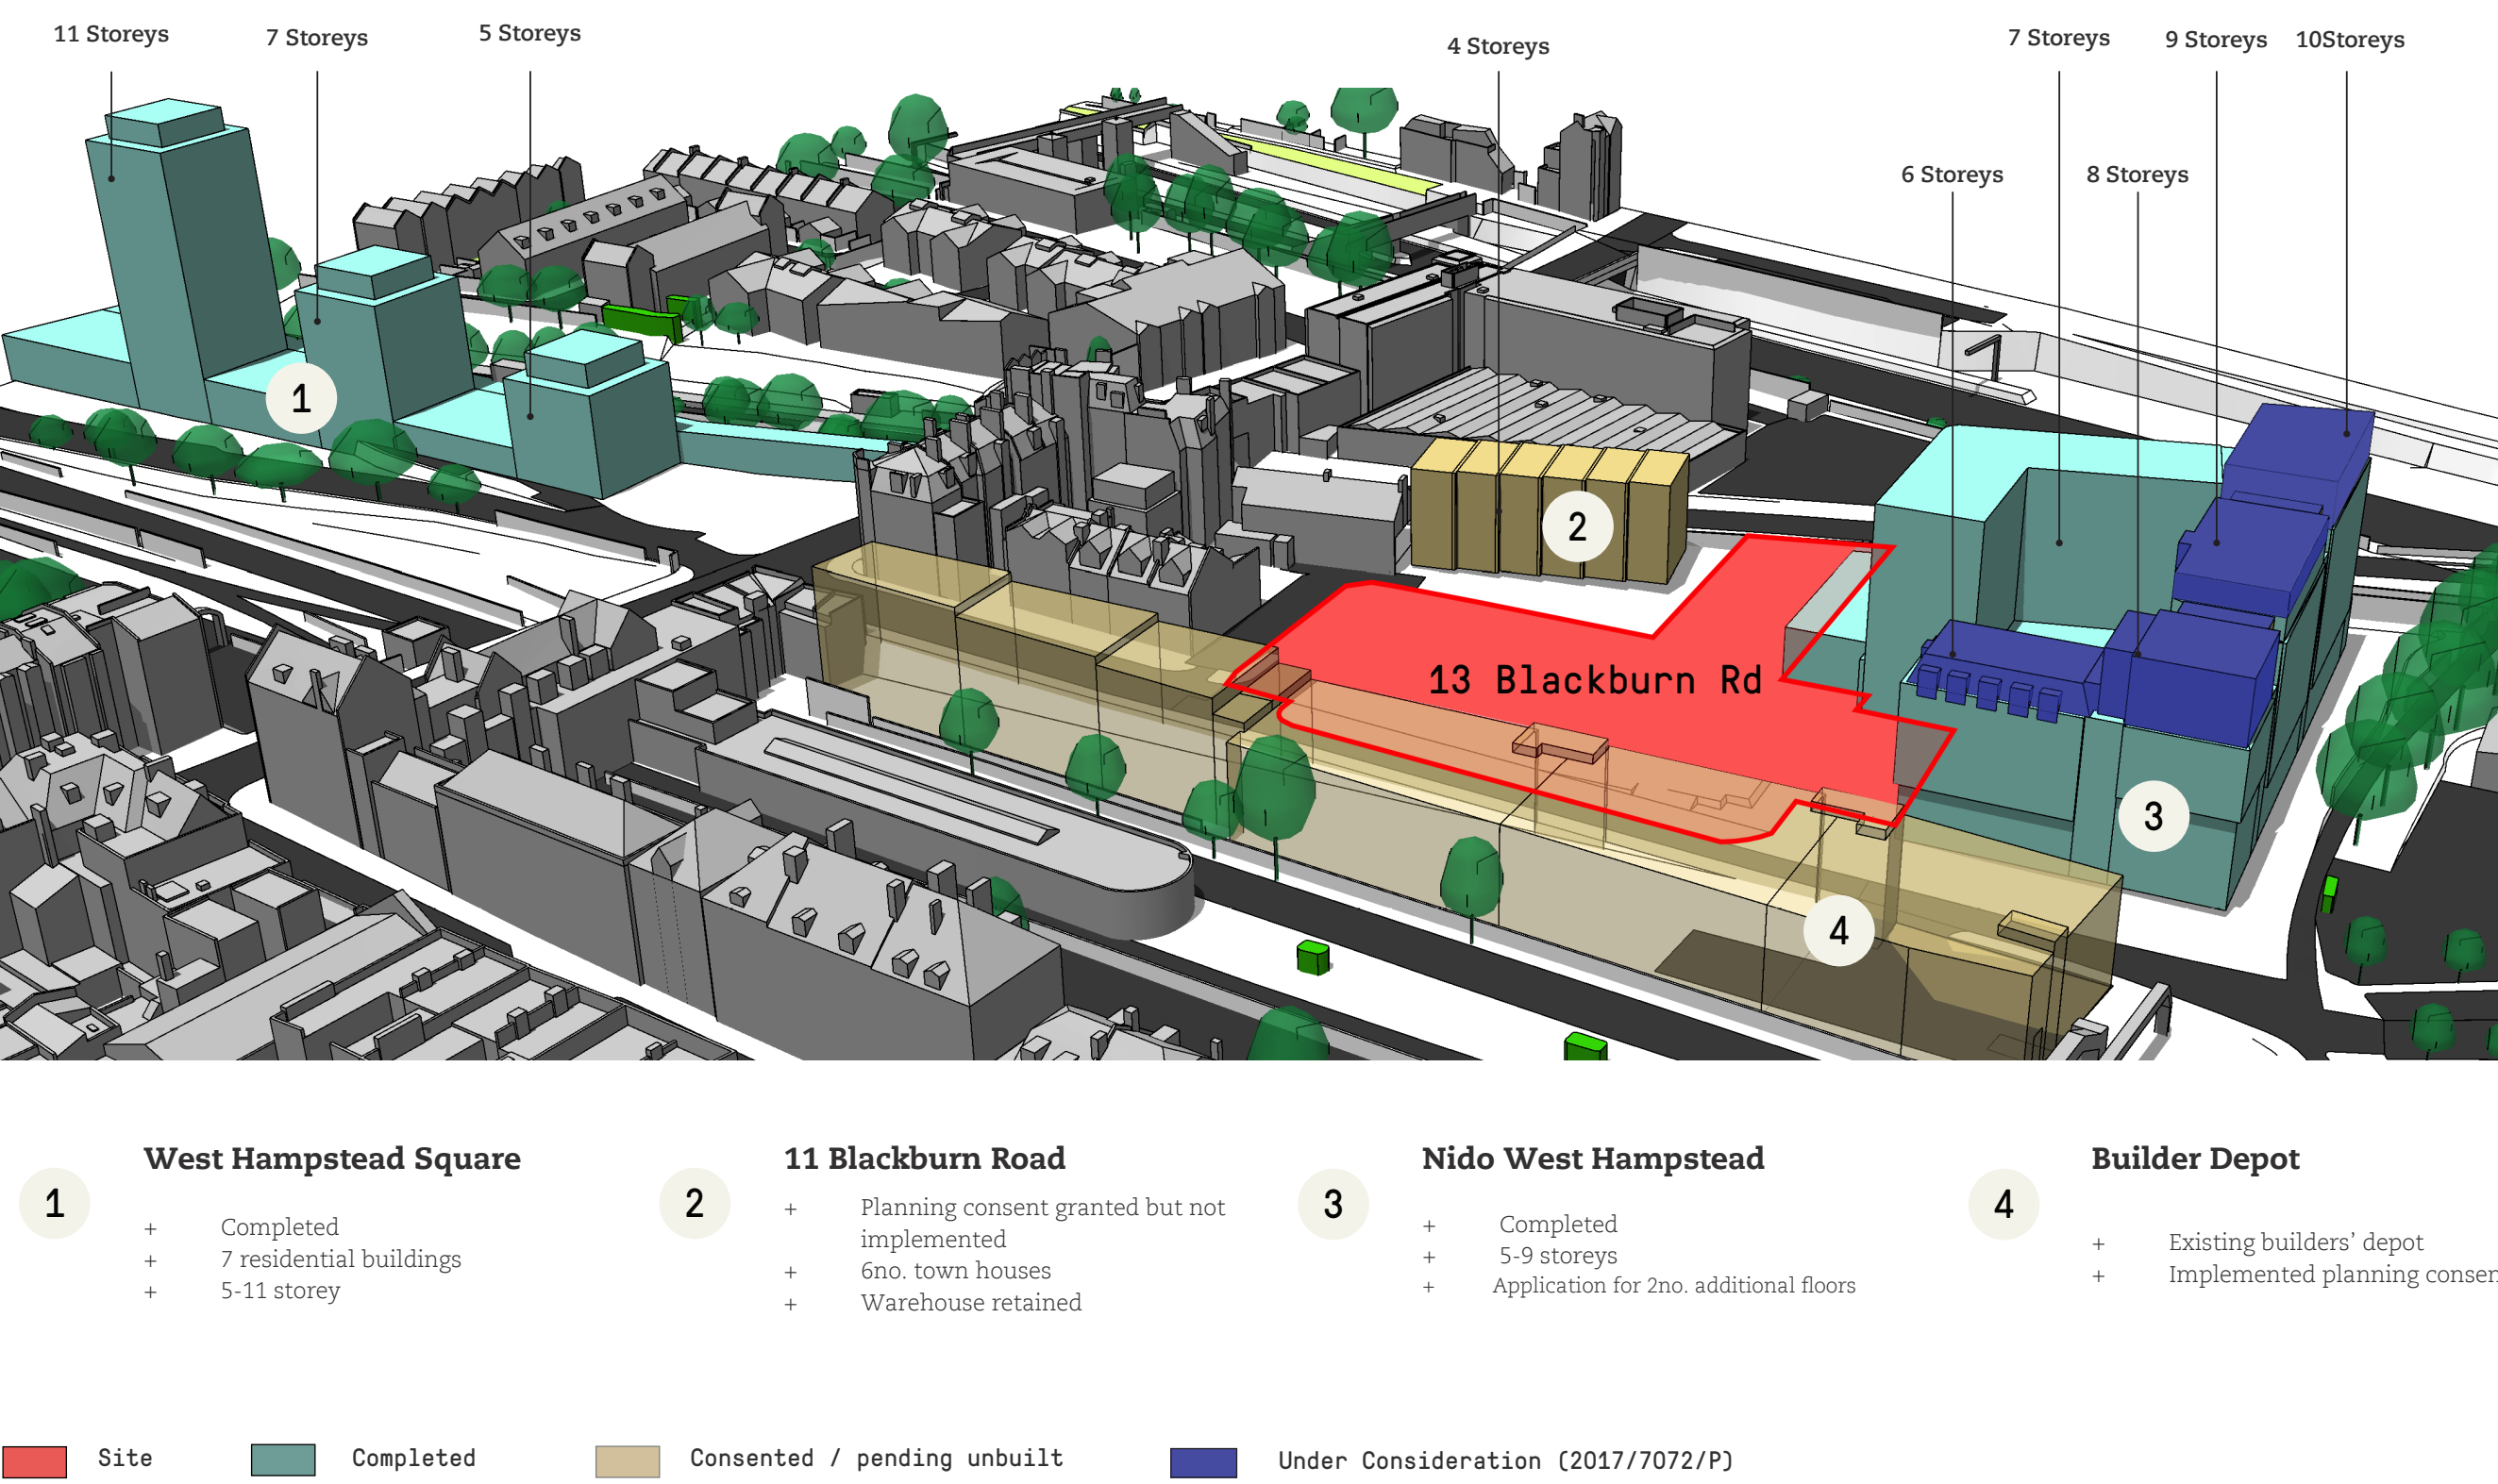 11 Storeys
7 Storeys
5 Storeys
4 Storeys
7 Storeys
9 Storeys
10Storeys
6 Storeys
8 Storeys
1
2
13 Blackburn Rd
3
4
1
West Hampstead Square
+ Completed
+ 7 residential buildings
+ 5-11 storey
2
11 Blackburn Road
+ Planning consent granted but not
implemented
+ 6no. town houses
+ Warehouse retained
3
Nido West Hampstead
+ Completed
+ 5-9 storeys
+ Application for 2no. additional floors
4
Builder Depot
+ Existing builders’ depot
+ Implemented planning
Site
Completed
Consented / pending unbuilt
Under Consideration (2017/7072/P)